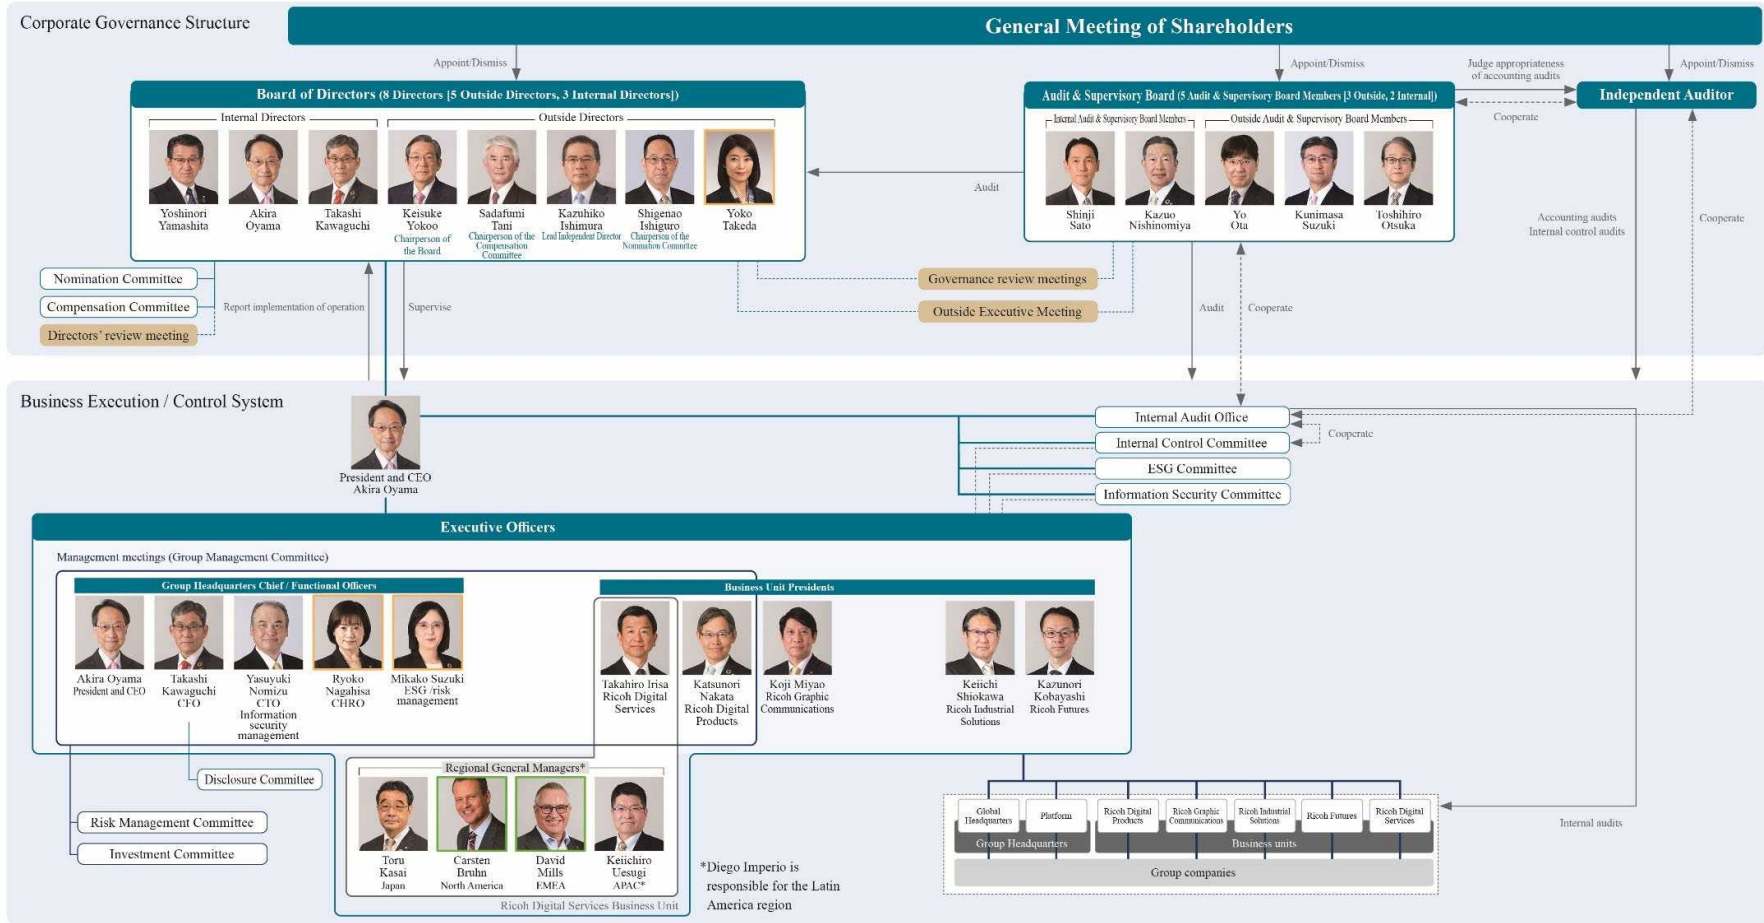 Corporate Governance Structure
General Meeting of Shareholders
Appoint/Dismiss
Appoint/Dismiss
Judge appropriateness
of accounting audits
Appoint/Dismiss
Board of Directors (8 Directors [5 Outside Directors, 3 Internal Directors])
Audit & Supervisory Board (5 Audit & Supervisory Board Members [3 Outside, 2 Internal])
Independent Auditor
Cooperate
Internal Directors
Outside Directors
Internal Audit & Supervisory Board Members
Outside Audit & Supervisory Board Members
Yoshinori
Yamashita
Akira
Oyama
Takashi
Kawaguchi
Keisuke
Yokoo
Chairperson of
the Board
Sadafumi
Tani
Chairperson of the
Compensation
Committee
Kazuhiko
Ishimura
Lead Independent Director
Shigenao
Ishiguro
Chairperson of the
Nomination Committee
Yoko
Takeda
Audit
Shinji
Sato
Kazuo
Nishinomiya
Yo
Ota
Kunimasa
Suzuki
Toshihiro
Otsuka
Accounting audits
Internal control audits
Cooperate
Nomination Committee
Compensation Committee
Directors' review meeting
Report implementation of operation
Supervise
Governance review meetings
Outside Executive Meeting
Audit
Cooperate
Business Execution / Control System
President and CEO
Akira Oyama
Internal Audit Office
Internal Control Committee
ESG Committee
Information Security Committee
Cooperate
Executive Officers
Management meetings (Group Management Committee)
Group Headquarters Chief / Functional Officers
Business Unit Presidents
Akira Oyama
President and CEO
Takashi
Kawaguchi
CFO
Yasuyuki
Nomizu
CTO
Information
security
management
Ryoko
Nagahisa
CHRO
Mikako Suzuki
ESG /risk
management
Takahiro Irisa
Ricoh Digital
Services
Katsunori
Nakata
Ricoh Digital
Products
Koji Miyao
Ricoh Graphic
Communications
Keiichi
Shiokawa
Ricoh Industrial
Solutions
Kazunori
Kobayashi
Ricoh Futures
Disclosure Committee
Risk Management Committee
Investment Committee
Regional General Managers*
Toru
Kasai
Japan
Carsten
Bruhn
North America
David
Mills
EMEA
Keiichiro
Uesugi
APAC*
Ricoh Digital Services Business Unit
*Diego Imperio is
responsible for the Latin
America region
Global
Headquarters
Platform
Ricoh Digital
Products
Ricoh Graphic
Communications
Ricoh Industrial
Solutions
Ricoh Futures
Ricoh Digital
Services
Group Headquarters
Business units
Group companies
Internal audits